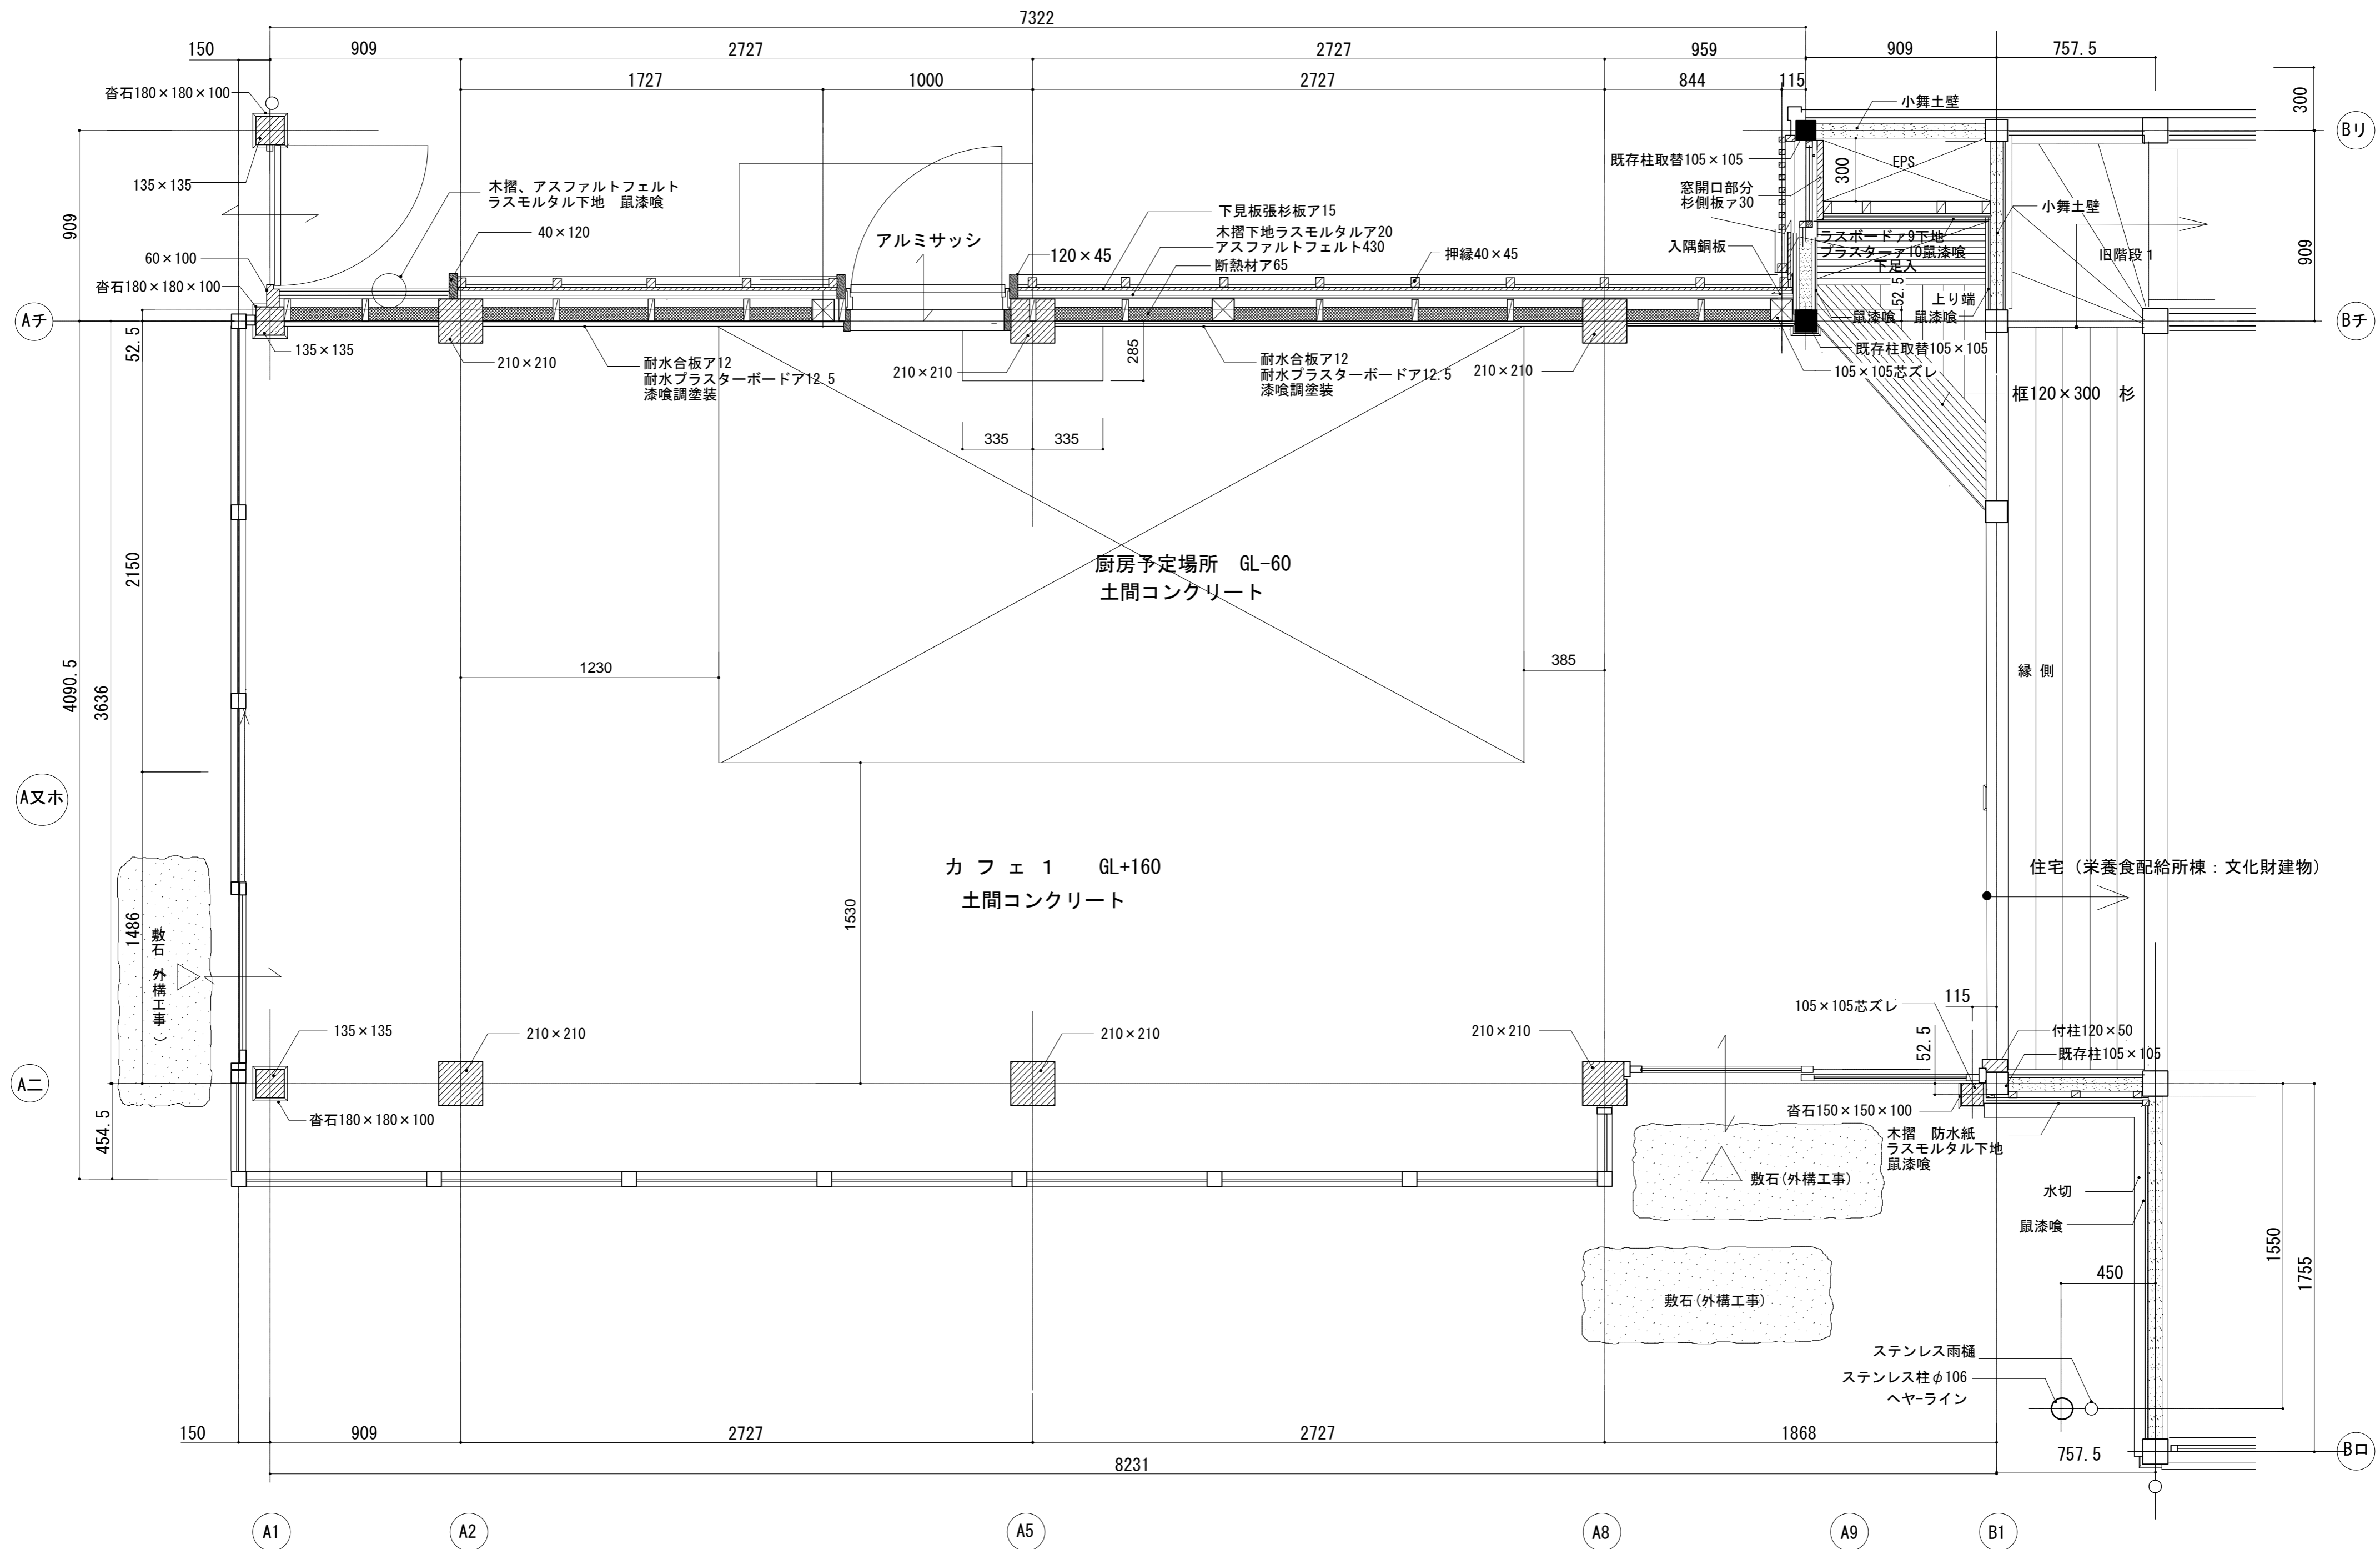 7322
150
909
2727
2727
959
909
757.5
1727
1000
2727
844
115
300
沓石180×180×100
小舞土壁
Bリ
既存柱取替105×105
EPS
300
135×135
木摺、アスファルトフェルト
ラスモルタル下地　鼠漆喰
窓開口部分
杉側板ァ30
下見板張杉板ア15
小舞土壁
909
40×120
アルミサッシ
木摺下地ラスモルタルア20
アスファルトフェルト430
押縁40×45
入隅銅板
ラスボードァ9下地
プラスターァ10鼠漆喰
下足入
旧階段1
909
60×100
120×45
断熱材ア65
沓石180×180×100
52.5
上り端
鼠漆喰
鼠漆喰
Aチ
Bチ
52.5
135×135
210×210
耐水合板ア12
耐水プラスターボードア12.5
漆喰調塗装
210×210
285
耐水合板ア12
耐水プラスターボードア12.5
漆喰調塗装
210×210
既存柱取替105×105
105×105芯ズレ
框120×300　杉
335
335
2150
厨房予定場所　GL-60
土間コンクリート
1230
385
縁側
4090.5
3636
A又ホ
カフェ1　GL+160
土間コンクリート
住宅（栄養食配給所棟：文化財建物）
1530
1486
敷石 外構工事）
105×105芯ズレ
115
135×135
210×210
210×210
210×210
52.5
付柱120×50
既存柱105×105
A二
454.5
沓石180×180×100
沓石150×150×100
木摺　防水紙
ラスモルタル下地
鼠漆喰
敷石(外構工事)
水切
鼠漆喰
1550
1755
450
敷石(外構工事)
ステンレス雨樋
ステンレス柱φ106
ヘヤーライン
150
909
2727
2727
1868
757.5
Bロ
8231
A1
A2
A5
A8
A9
B1